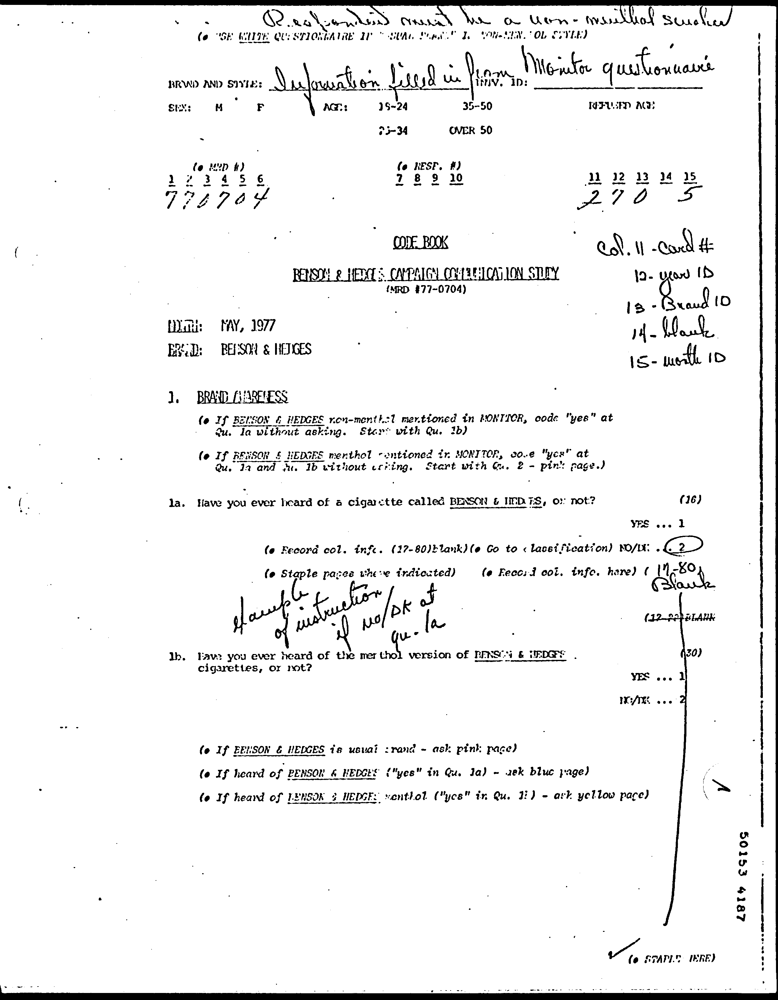 Respondent must be a non-menthol smoker
(• USE WHITE QUESTIONNAIRE IF "USUAL BRAND" IS NON-MENTHOL STYLE)
BRAND AND STYLE: Information filled in from INV. ID: Monitor questionnaire
SEX: M F AGE: 19-24 35-50 REFUSED AGE:
25-34 OVER 50
(• MRD #) (• RESP. #)
1 2 3 4 5 6 7 8 9 10 11 12 13 14 15
770704 270 5
CODE BOOK
BENSON & HEDGES CAMPAIGN COMMUNICATION STUDY
(MRD #77-0704)
Col. 11 - Card #
12 - year ID
13 - Brand ID
14 - blank
15 - month ID
MONTH: MAY, 1977
BRAND: BENSON & HEDGES
1. BRAND AWARENESS
(• If BENSON & HEDGES non-menthol mentioned in MONITOR, code "yes" at
Qu. 1a without asking. Start with Qu. 1b)
(• If BENSON & HEDGES menthol mentioned in MONITOR, code "yes" at
Qu. 1a and Qu. 1b without asking. Start with Qu. 2 - pink page.)
1a. Have you ever heard of a cigarette called BENSON & HEDGES, or not? (16)
YES ... 1
(• Record col. info. (17-80)blank)(• Go to classification) NO/DK ... 2
(• Staple pages where indicated) (• Record col. info. here) ( 17-80)
Blank
Example
of instruction
if no/DK at
qu. 1a
BLANK
1b. Have you ever heard of the menthol version of BENSON & HEDGES (30)
cigarettes, or not?
YES ... 1
NO/DK ... 2
(• If BENSON & HEDGES is usual brand - ask pink page)
(• If heard of BENSON & HEDGES ("yes" in Qu. 1a) - ask blue page)
(• If heard of BENSON & HEDGES menthol ("yes" in Qu. 1b) - ask yellow page)
50153 4187
(• STAPLE HERE)